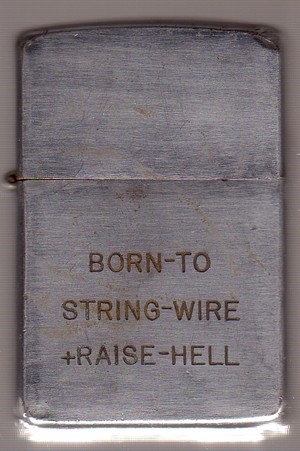 BORN-TO
STRING-WIRE
+RAISE-HELL